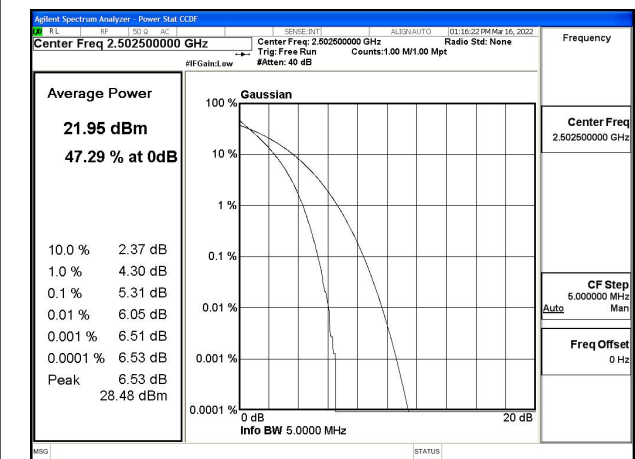 Agilent Spectrum Analyzer - Power Stat CCDF
RL RF 50 Ω AC SENSE:INT ALIGN AUTO 01:16:22 PM Mar 16, 2022
Center Freq 2.502500000 GHz
Center Freq: 2.502500000 GHz Radio Std: None
Trig: Free Run Counts:1.00 M/1.00 Mpt
#IFGain:Low #Atten: 40 dB
Average Power
21.95 dBm
47.29 % at 0dB
10.0 % 2.37 dB
1.0 % 4.30 dB
0.1 % 5.31 dB
0.01 % 6.05 dB
0.001 % 6.51 dB
0.0001 % 6.53 dB
Peak 6.53 dB
28.48 dBm
Gaussian
100 %
10 %
1 %
0.1 %
0.01 %
0.001 %
0.0001 %
0 dB 20 dB
Info BW 5.0000 MHz
Frequency
Center Freq
2.502500000 GHz
CF Step
5.000000 MHz
Auto Man
Freq Offset
0 Hz
MSG STATUS